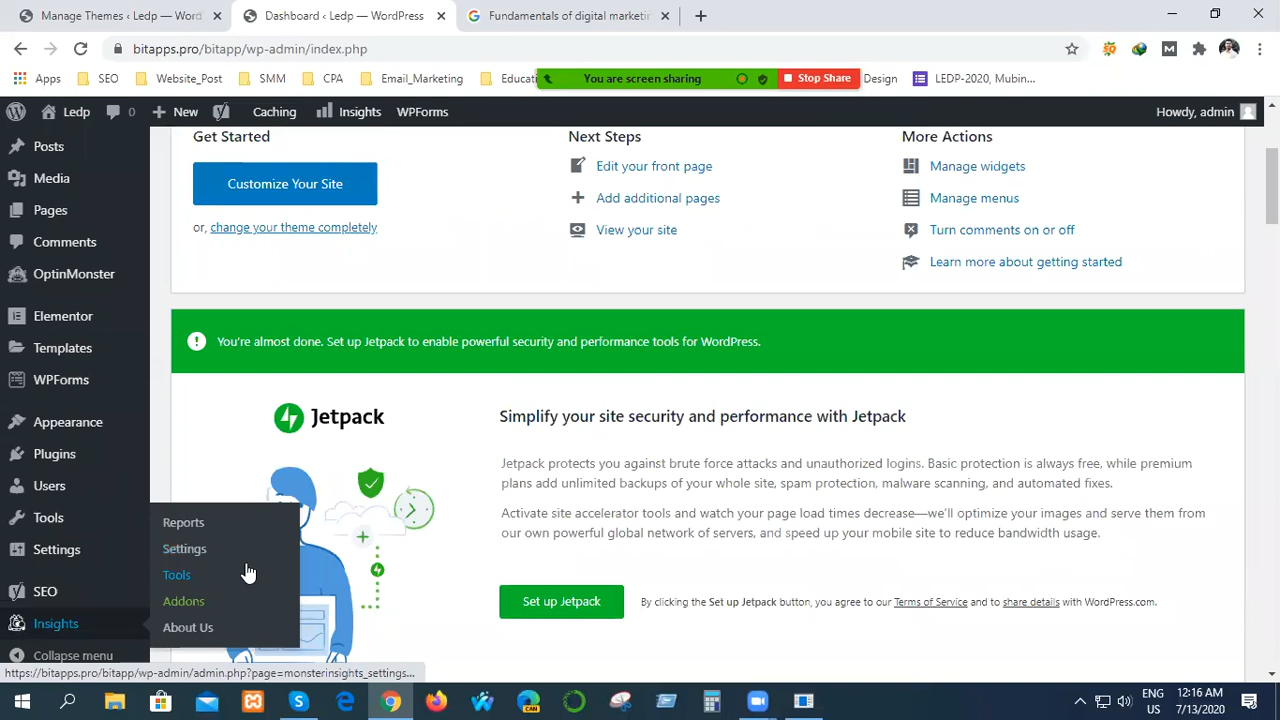 Manage Themes ‹ Ledp — Word
Dashboard ‹ Ledp — WordPress
Fundamentals of digital marketin
bitapps.pro/bitapp/wp-admin/index.php
Apps
SEO
Website_Post
SMM
CPA
Email_Marketing
Educati
You are screen sharing
Stop Share
Design
LEDP-2020, Mubin...
Ledp
0
New
Caching
Insights
WPForms
Howdy, admin
Posts
Media
Pages
Comments
OptinMonster
Elementor
Templates
WPForms
Appearance
Plugins
Users
Tools
Settings
SEO
Insights
Collapse menu
Reports
Settings
Tools
Addons
About Us
Get Started
Customize Your Site
or, change your theme completely
Next Steps
Edit your front page
Add additional pages
View your site
More Actions
Manage widgets
Manage menus
Turn comments on or off
Learn more about getting started
You're almost done. Set up Jetpack to enable powerful security and performance tools for WordPress.
Jetpack
Simplify your site security and performance with Jetpack
Jetpack protects you against brute force attacks and unauthorized logins. Basic protection is always free, while premium
plans add unlimited backups of your whole site, spam protection, malware scanning, and automated fixes.
Activate site accelerator tools and watch your page load times decrease—we'll optimize your images and serve them from
our own powerful global network of servers, and speed up your mobile site to reduce bandwidth usage.
Set up Jetpack
By clicking the Set up Jetpack button, you agree to our Terms of Service and to share details with WordPress.com.
https://bitapps.pro/bitapp/wp-admin/admin.php?page=monsterinsights_settings...
CAN
ENG
US
12:16 AM
7/13/2020